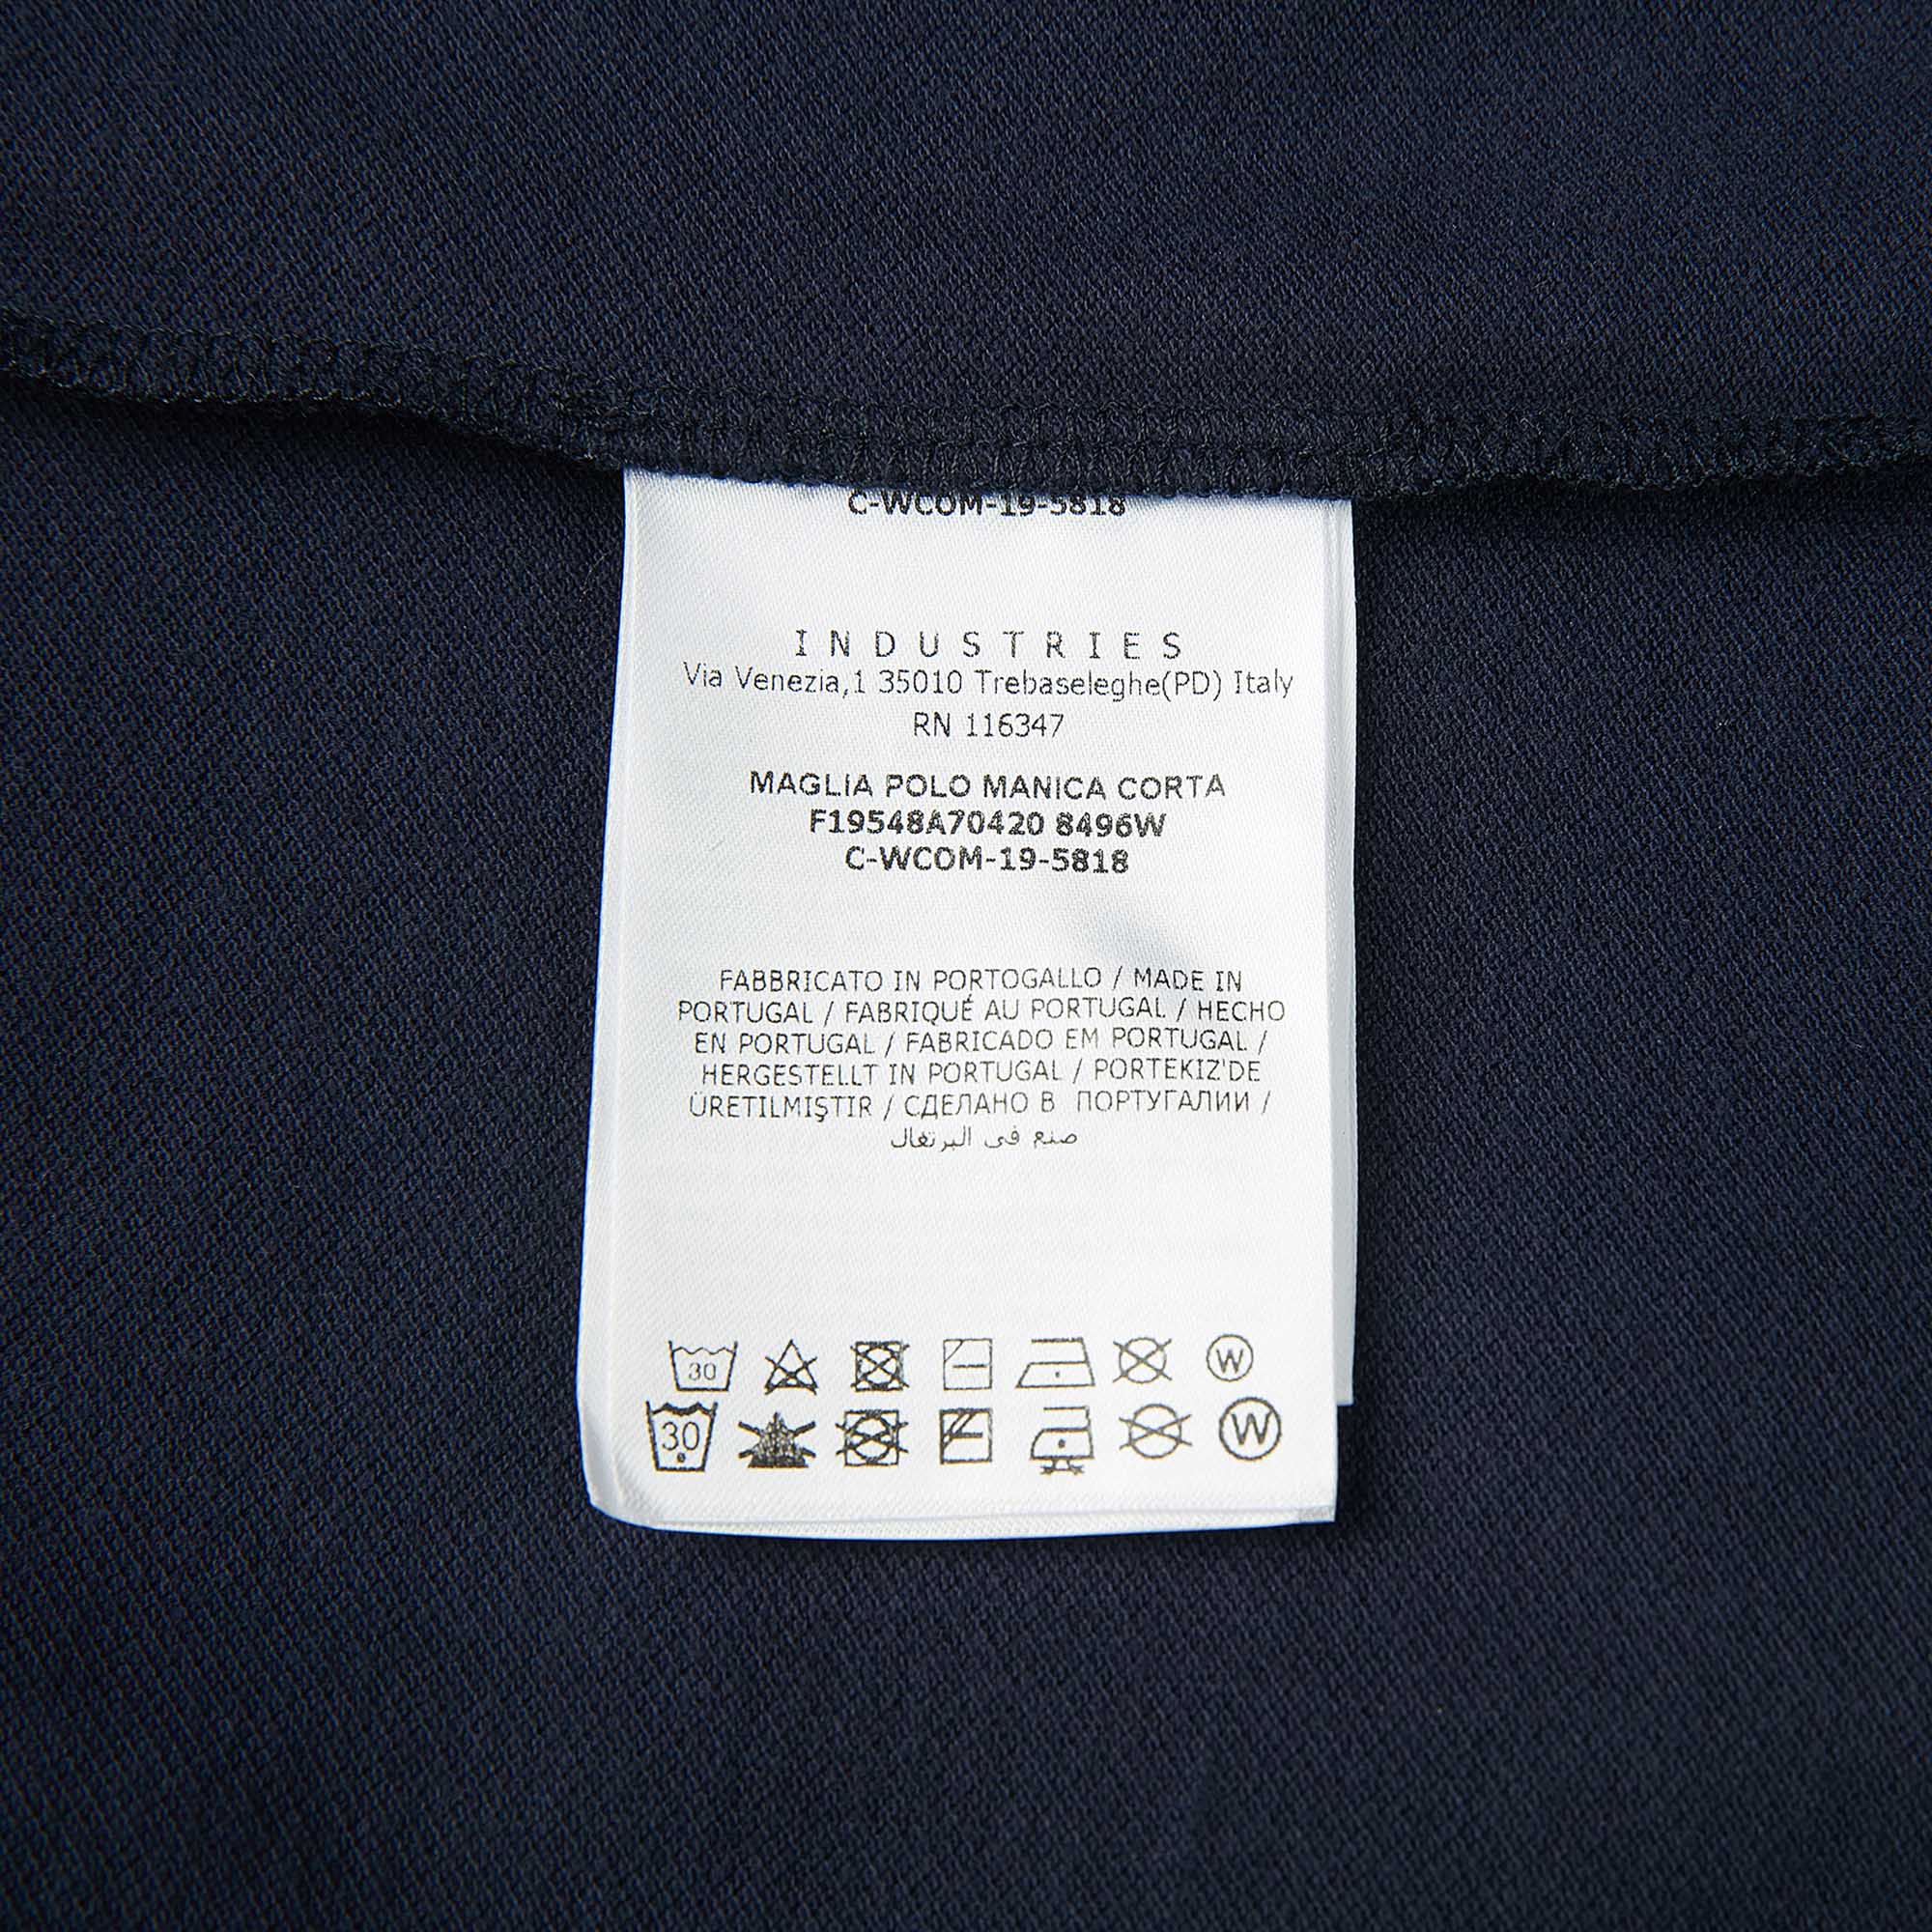 C-WCOM-19-5818
INDUSTRIES
Via Venezia,1 35010 Trebaseleghe(PD) Italy
RN 116347
MAGLIA POLO MANICA CORTA
F19548A70420 8496W
C-WCOM-19-5818
FABBRICATO IN PORTOGALLO / MADE IN
PORTUGAL / FABRIQUÉ AU PORTUGAL / HECHO
EN PORTUGAL / FABRICADO EM PORTUGAL /
HERGESTELLT IN PORTUGAL / PORTEKIZ'DE
ÜRETILMIŞTIR / СДЕЛАНО В ПОРТУГАЛИИ /
صنع في البرتغال
30 W
30 W